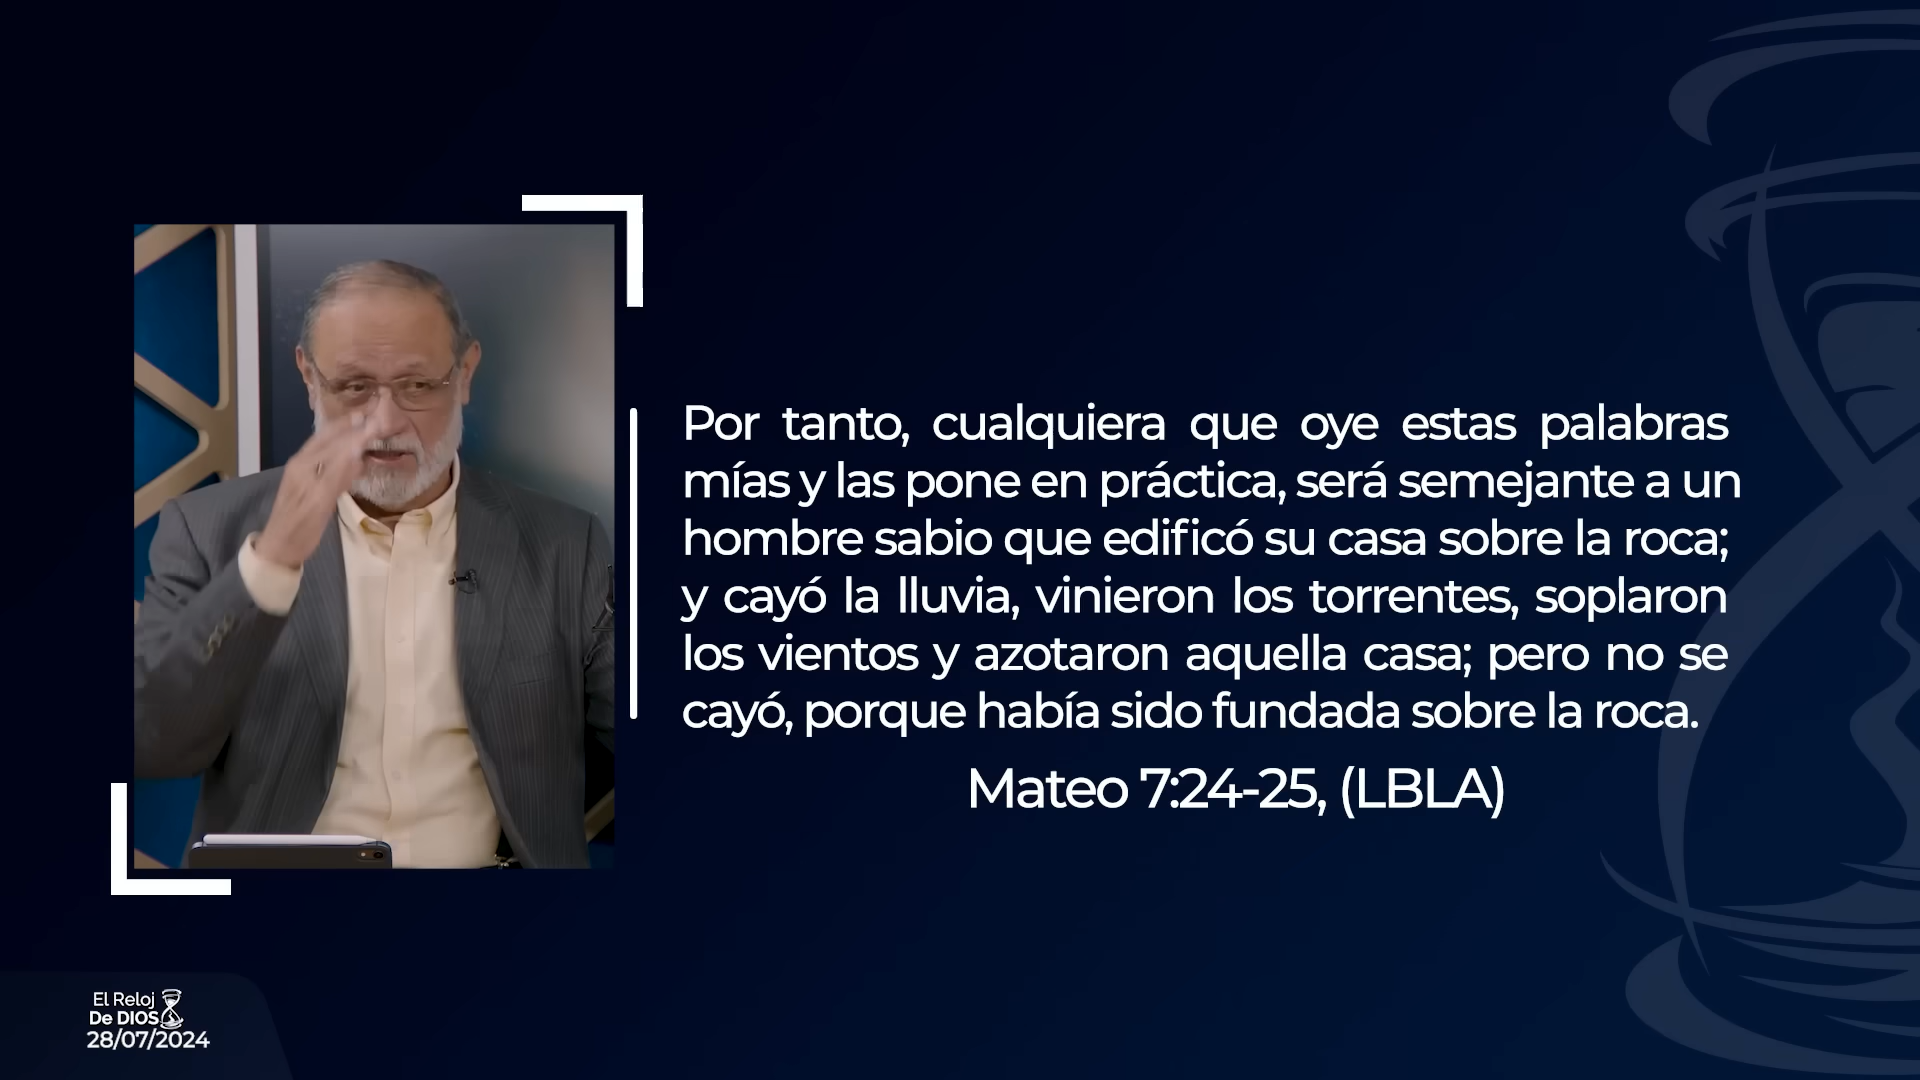 Por tanto, cualquiera que oye estas palabras
mías y las pone en práctica, será semejante a un
hombre sabio que edificó su casa sobre la roca;
y cayó la lluvia, vinieron los torrentes, soplaron
los vientos y azotaron aquella casa; pero no se
cayó, porque había sido fundada sobre la roca.
Mateo 7:24-25, (LBLA)
El Reloj
De DIOS
28/07/2024